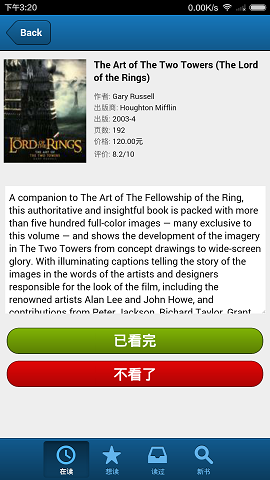 下午3:20
0.00K/s
Back
The Art of The Two Towers (The Lord
of the Rings)
作者: Gary Russell
出版商: Houghton Mifflin
出版: 2003-4
页数: 192
价格: 120.00元
评价: 8.2/10
THE LORD OF THE RINGS
THE ART OF
THE TWO TOWERS
A companion to The Art of The Fellowship of the Ring,
this authoritative and insightful book is packed with more
than five hundred full-color images — many exclusive to
this volume — and shows the development of the imagery
in The Two Towers from concept drawings to wide-screen
glory. With illuminating captions telling the story of the
images in the words of the artists and designers
responsible for the look of the film, including the
renowned artists Alan Lee and John Howe, and
contributions from Peter Jackson, Richard Taylor, Grant
已看完
不看了
在读
想读
读过
新书